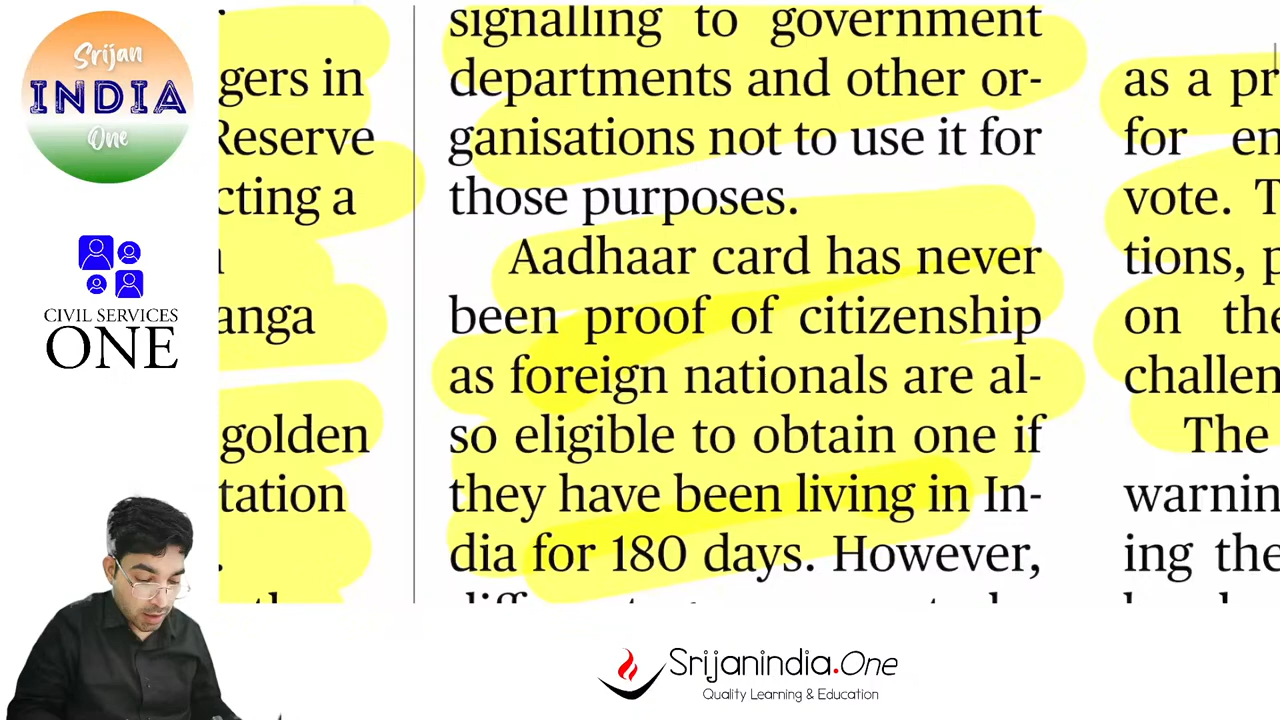 Srijan
INDIA
One
CIVIL SERVICES
ONE
gers in
Reserve
cting a
anga
golden
tation
signalling to government
departments and other or-
ganisations not to use it for
those purposes.
Aadhaar card has never
been proof of citizenship
as foreign nationals are al-
so eligible to obtain one if
they have been living in In-
dia for 180 days. However,
as a pr
for en
vote. T
tions, p
on the
challen
The
warnin
ing the
Srijanindia.One
Quality Learning & Education